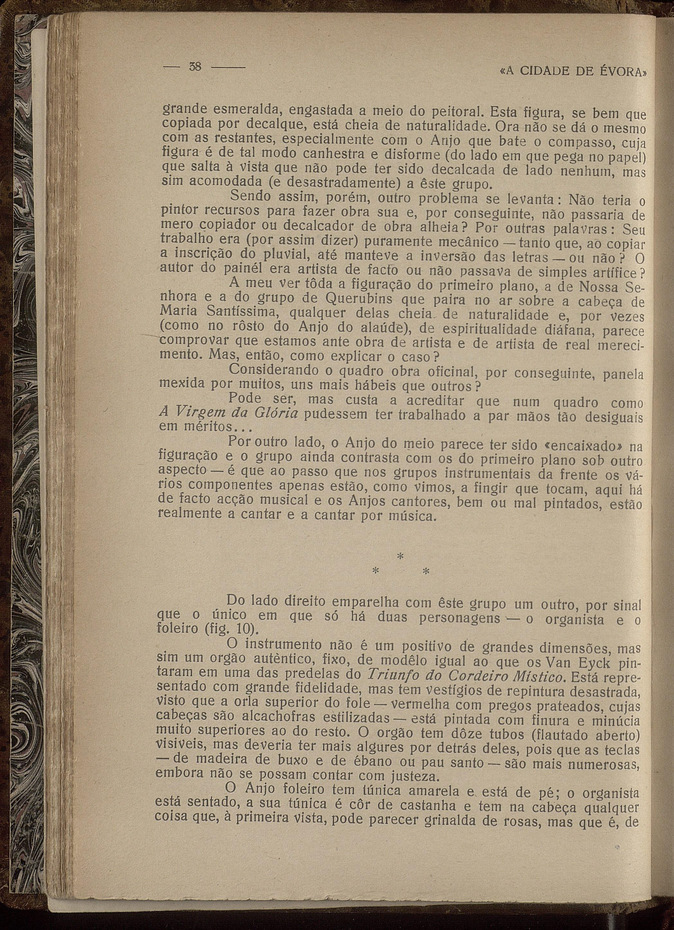 — 38 —
«A CIDADE DE ÉVORA»
grande esmeralda, engastada a meio do peitoral. Esta figura, se bem que
copiada por decalque, está cheia de naturalidade. Ora não se dá o mesmo
com as restantes, especialmente com o Anjo que bate o compasso, cuja
figura é de tal modo canhestra e disforme (do lado em que pega no papel)
que salta à vista que não pode ter sido decalcada de lado nenhum, mas
sim acomodada (e desastradamente) a êste grupo.
Sendo assim, porém, outro problema se levanta: Não teria o
pintor recursos para fazer obra sua e, por conseguinte, não passaria de
mero copiador ou decalcador de obra alheia? Por outras palavras: Seu
trabalho era (por assim dizer) puramente mecânico — tanto que, ao copiar
a inscrição do pluvial, até manteve a inversão das letras — ou não? O
autor do painél era artista de facto ou não passava de simples artífice?
A meu ver tôda a figuração do primeiro plano, a de Nossa Se-
nhora e a do grupo de Querubins que paira no ar sobre a cabeça de
Maria Santíssima, qualquer delas cheia de naturalidade e, por vezes
(como no rôsto do Anjo do alaúde), de espiritualidade diáfana, parece
comprovar que estamos ante obra de artista e de artista de real mereci-
mento. Mas, então, como explicar o caso?
Considerando o quadro obra oficinal, por conseguinte, panela
mexida por muitos, uns mais hábeis que outros?
Pode ser, mas custa a acreditar que num quadro como
A Virgem da Glória pudessem ter trabalhado a par mãos tão desiguais
em méritos...
Por outro lado, o Anjo do meio parece ter sido «encaixado» na
figuração e o grupo ainda contrasta com os do primeiro plano sob outro
aspecto — é que ao passo que nos grupos instrumentais da frente os vá-
rios componentes apenas estão, como vimos, a fingir que tocam, aqui há
de facto acção musical e os Anjos cantores, bem ou mal pintados, estão
realmente a cantar e a cantar por música.
*
* *
Do lado direito emparelha com êste grupo um outro, por sinal
que o único em que só há duas personagens — o organista e o
foleiro (fig. 10).
O instrumento não é um positivo de grandes dimensões, mas
sim um orgão autêntico, fixo, de modêlo igual ao que os Van Eyck pin-
taram em uma das predelas do Triunfo do Cordeiro Místico. Está repre-
sentado com grande fidelidade, mas tem vestígios de repintura desastrada,
visto que a orla superior do fole — vermelha com pregos prateados, cujas
cabeças são alcachofras estilizadas — está pintada com finura e minúcia
muito superiores ao do resto. O orgão tem dôze tubos (flautado aberto)
visiveis, mas deveria ter mais algures por detrás deles, pois que as teclas
— de madeira de buxo e de ébano ou pau santo — são mais numerosas,
embora não se possam contar com justeza.
O Anjo foleiro tem túnica amarela e está de pé; o organista
está sentado, a sua túnica é côr de castanha e tem na cabeça qualquer
coisa que, à primeira vista, pode parecer grinalda de rosas, mas que é, de